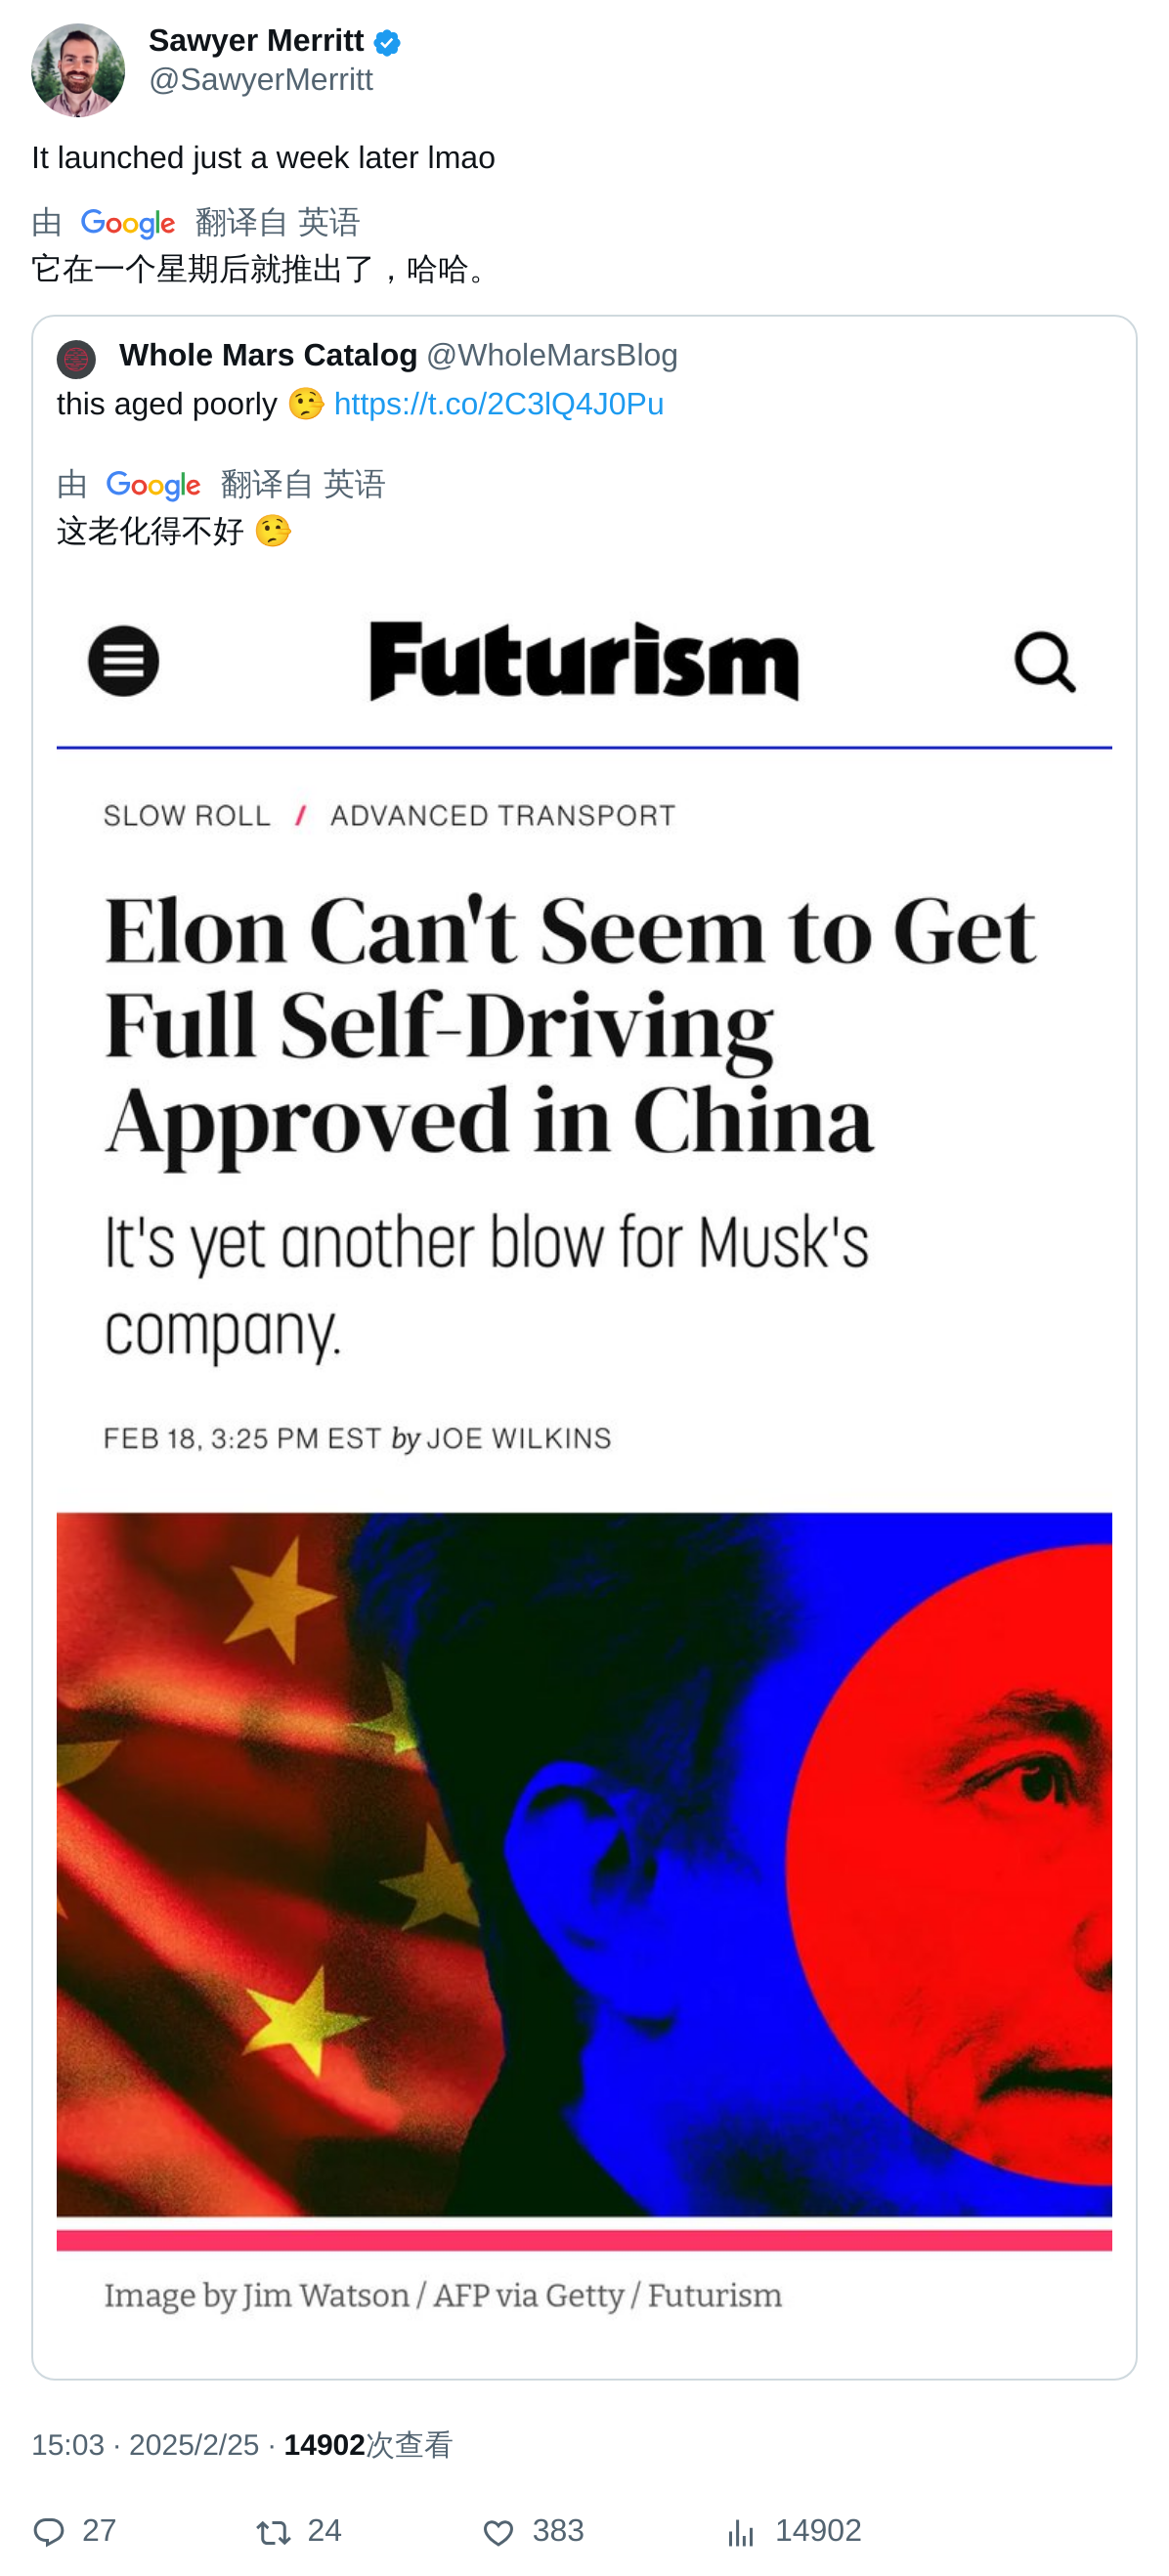 Sawyer Merritt
@SawyerMerritt
It launched just a week later lmao
由 Google 翻译自 英语
它在一个星期后就推出了，哈哈。
Whole Mars Catalog @WholeMarsBlog
this aged poorly 🤥 https://t.co/2C3lQ4J0Pu
由 Google 翻译自 英语
这老化得不好 🤥
Futurism
SLOW ROLL / ADVANCED TRANSPORT
Elon Can't Seem to Get
Full Self-Driving
Approved in China
It's yet another blow for Musk's
company.
FEB 18, 3:25 PM EST by JOE WILKINS
Image by Jim Watson / AFP via Getty / Futurism
15:03 · 2025/2/25 · 14902次查看
27 24 383 14902